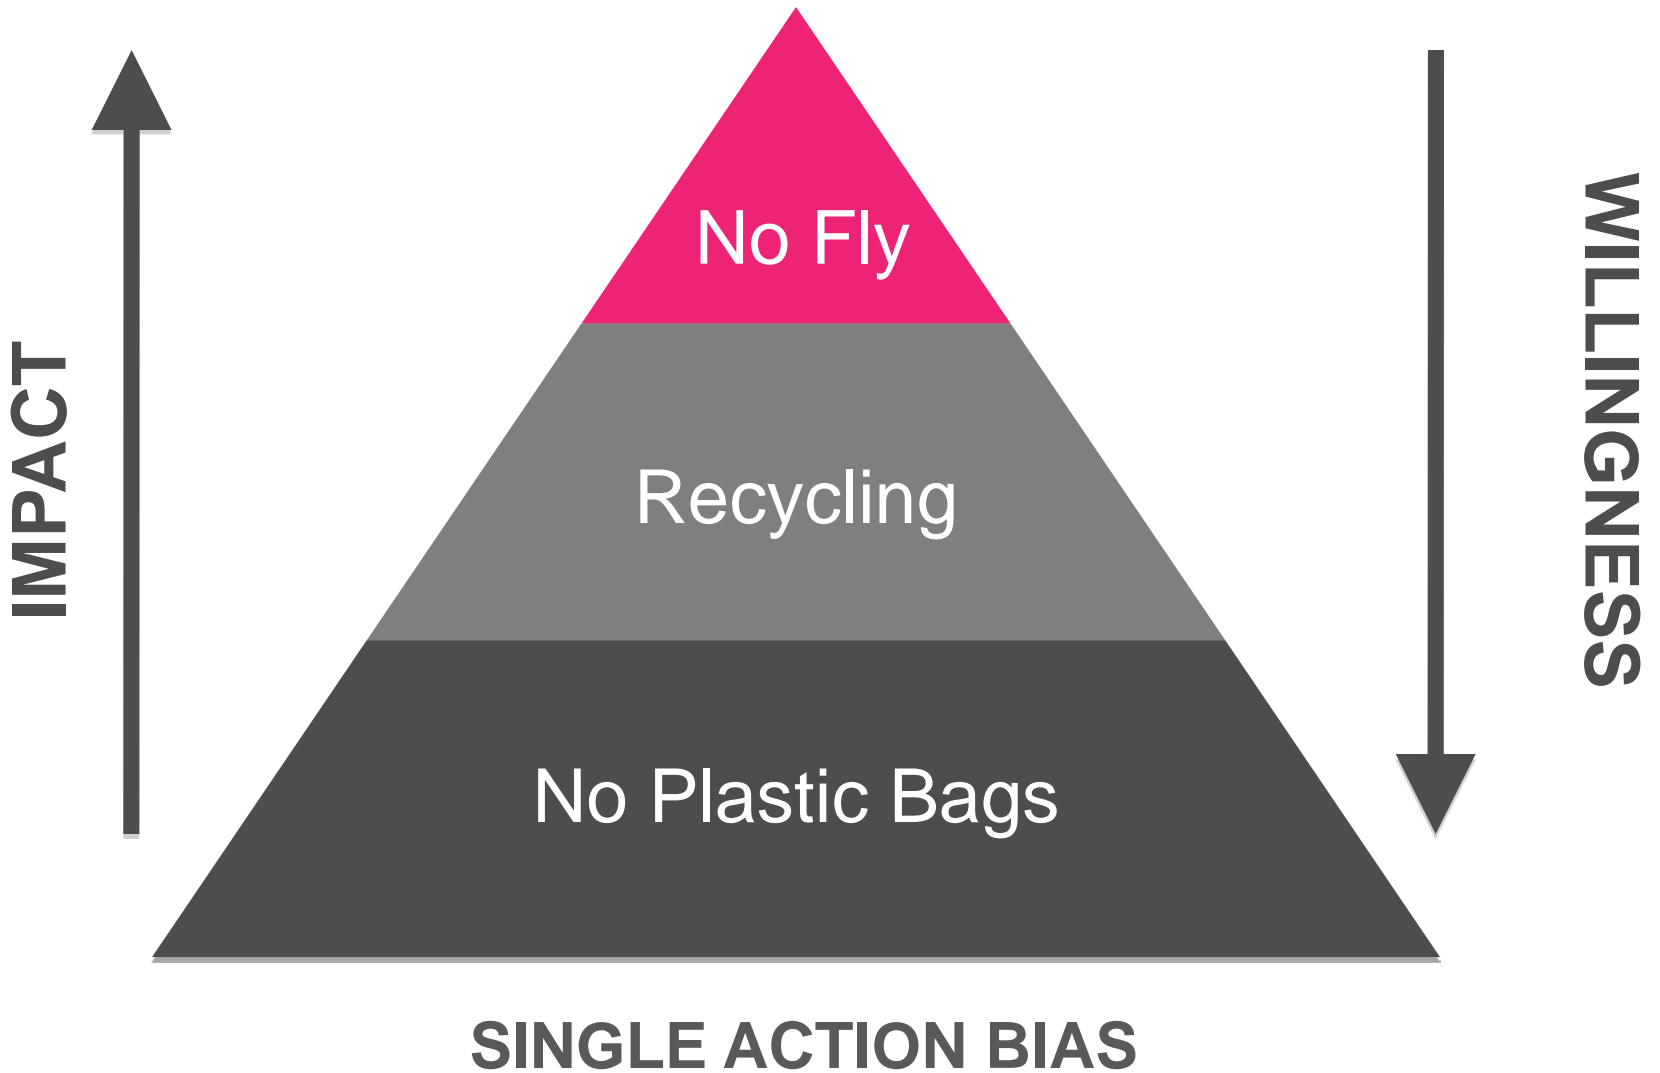 No Fly
IMPACT
WILLINGNESS
Recycling
No Plastic Bags
SINGLE ACTION BIAS